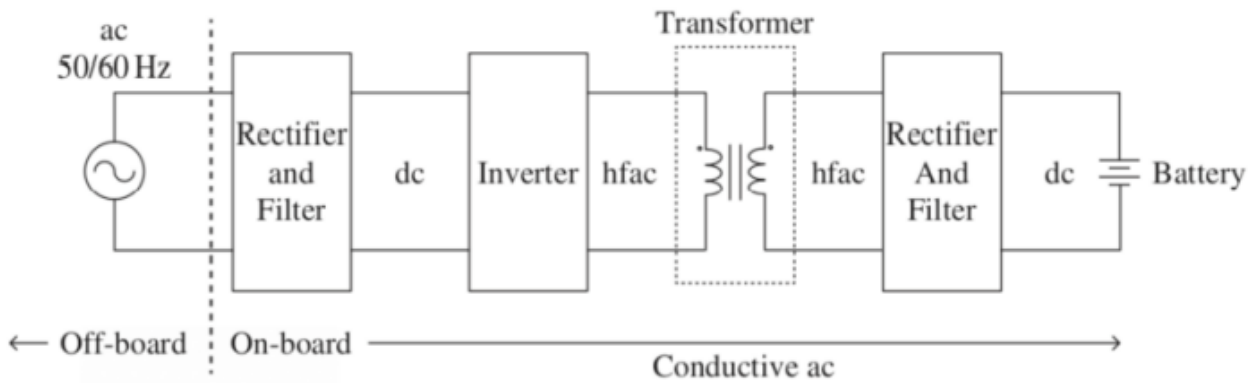 ac
50/60 Hz
Transformer
Rectifier
and
Filter
dc
Inverter
hfac
hfac
Rectifier
And
Filter
dc
Battery
Off-board
On-board
Conductive ac